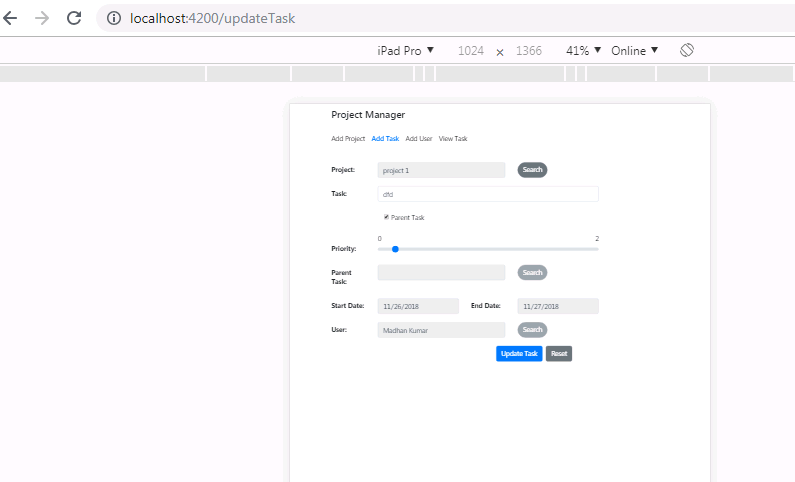 localhost:4200/updateTask
iPad Pro ▼ 1024 × 1366 41% ▼ Online ▼
Project Manager
Add Project Add Task Add User View Task
Project: project 1 Search
Task: dfd
Parent Task
0 2
Priority:
Parent Task: Search
Start Date: 11/26/2018 End Date: 11/27/2018
User: Madhan Kumar Search
Update Task Reset